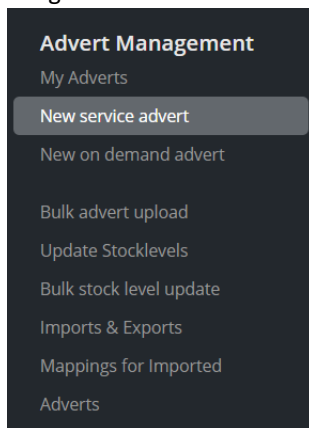 Advert Management
My Adverts
New service advert
New on demand advert
Bulk advert upload
Update Stocklevels
Bulk stock level update
Imports & Exports
Mappings for Imported
Adverts